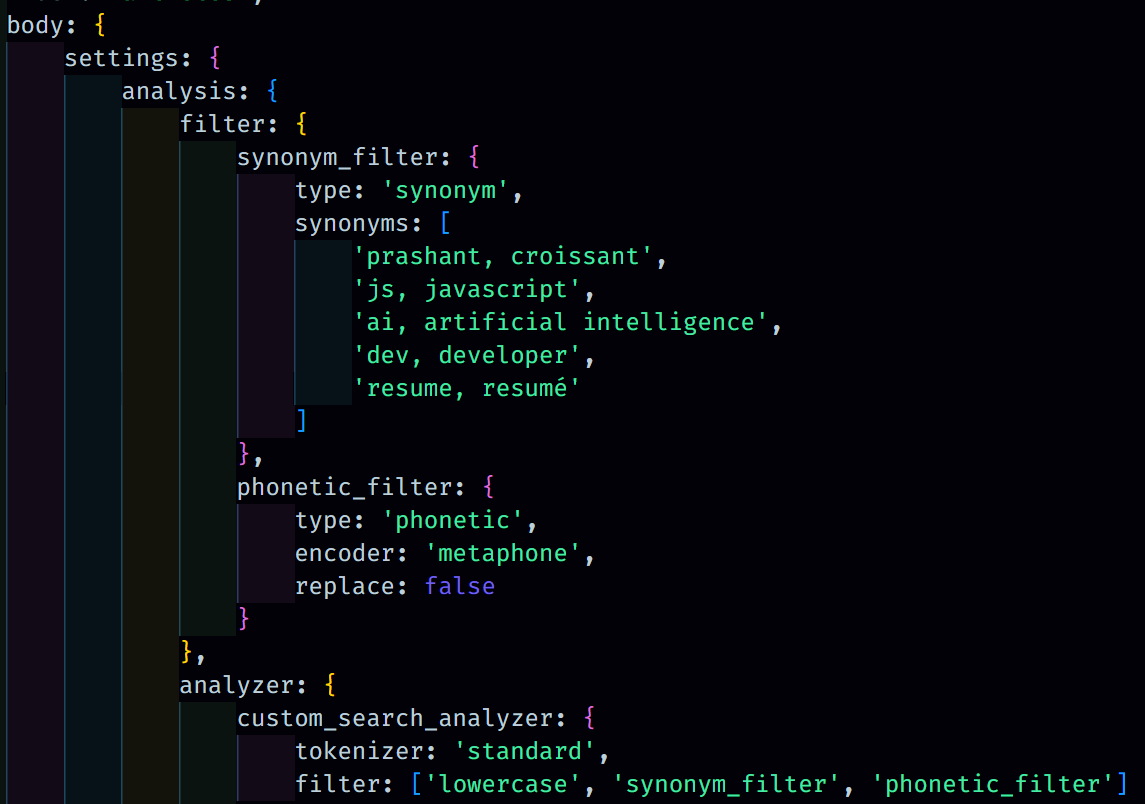 body: {
settings: {
analysis: {
filter: {
synonym_filter: {
type: 'synonym',
synonyms: [
'prashant, croissant',
'js, javascript',
'ai, artificial intelligence',
'dev, developer',
'resume, resumé'
]
},
phonetic_filter: {
type: 'phonetic',
encoder: 'metaphone',
replace: false
}
},
analyzer: {
custom_search_analyzer: {
tokenizer: 'standard',
filter: ['lowercase', 'synonym_filter', 'phonetic_filter']